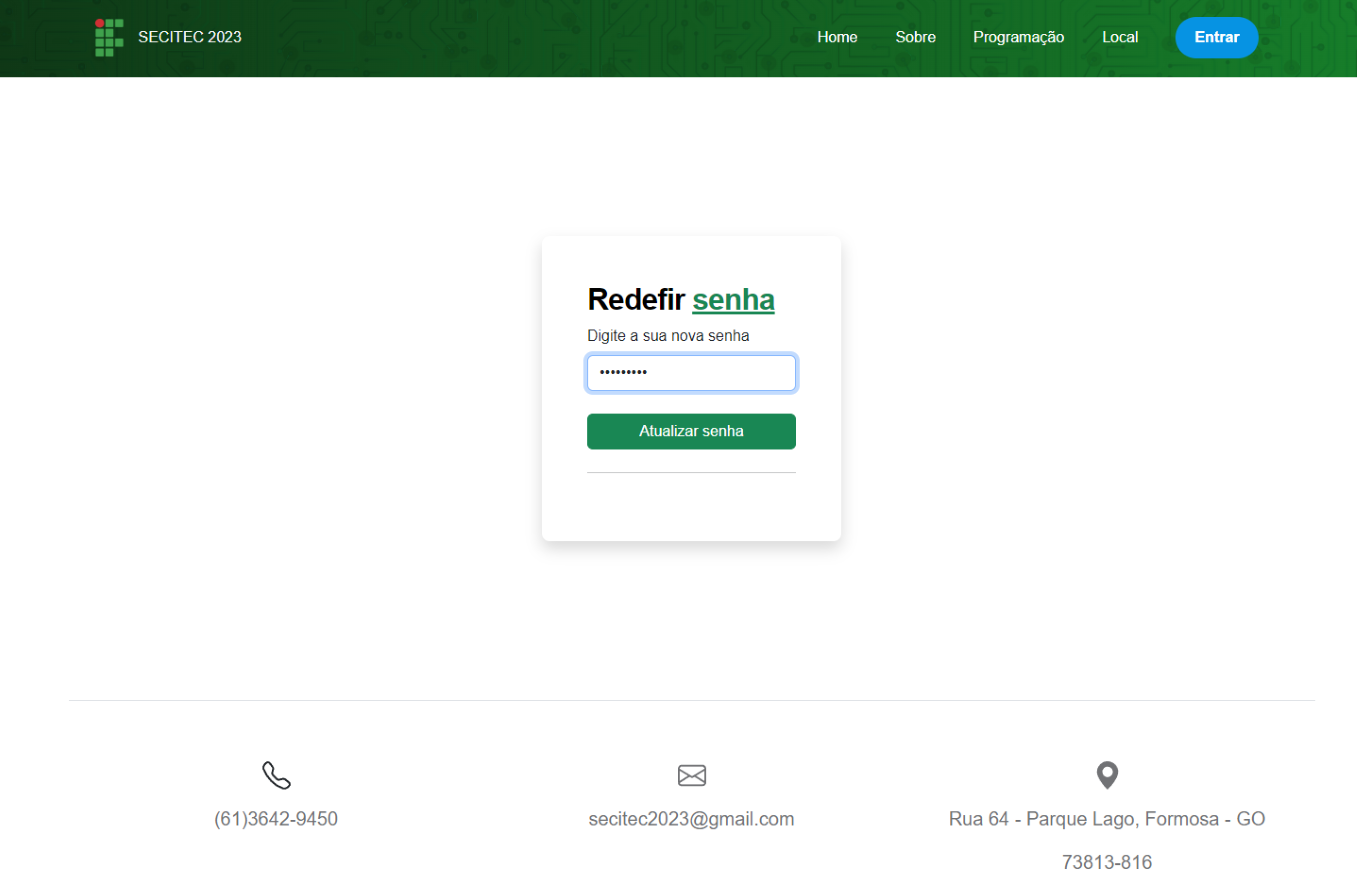 SECITEC 2023
Home
Sobre
Programação
Local
Entrar
Redefir senha
Digite a sua nova senha
•••••••••
Atualizar senha
(61)3642-9450
secitec2023@gmail.com
Rua 64 - Parque Lago, Formosa - GO
73813-816